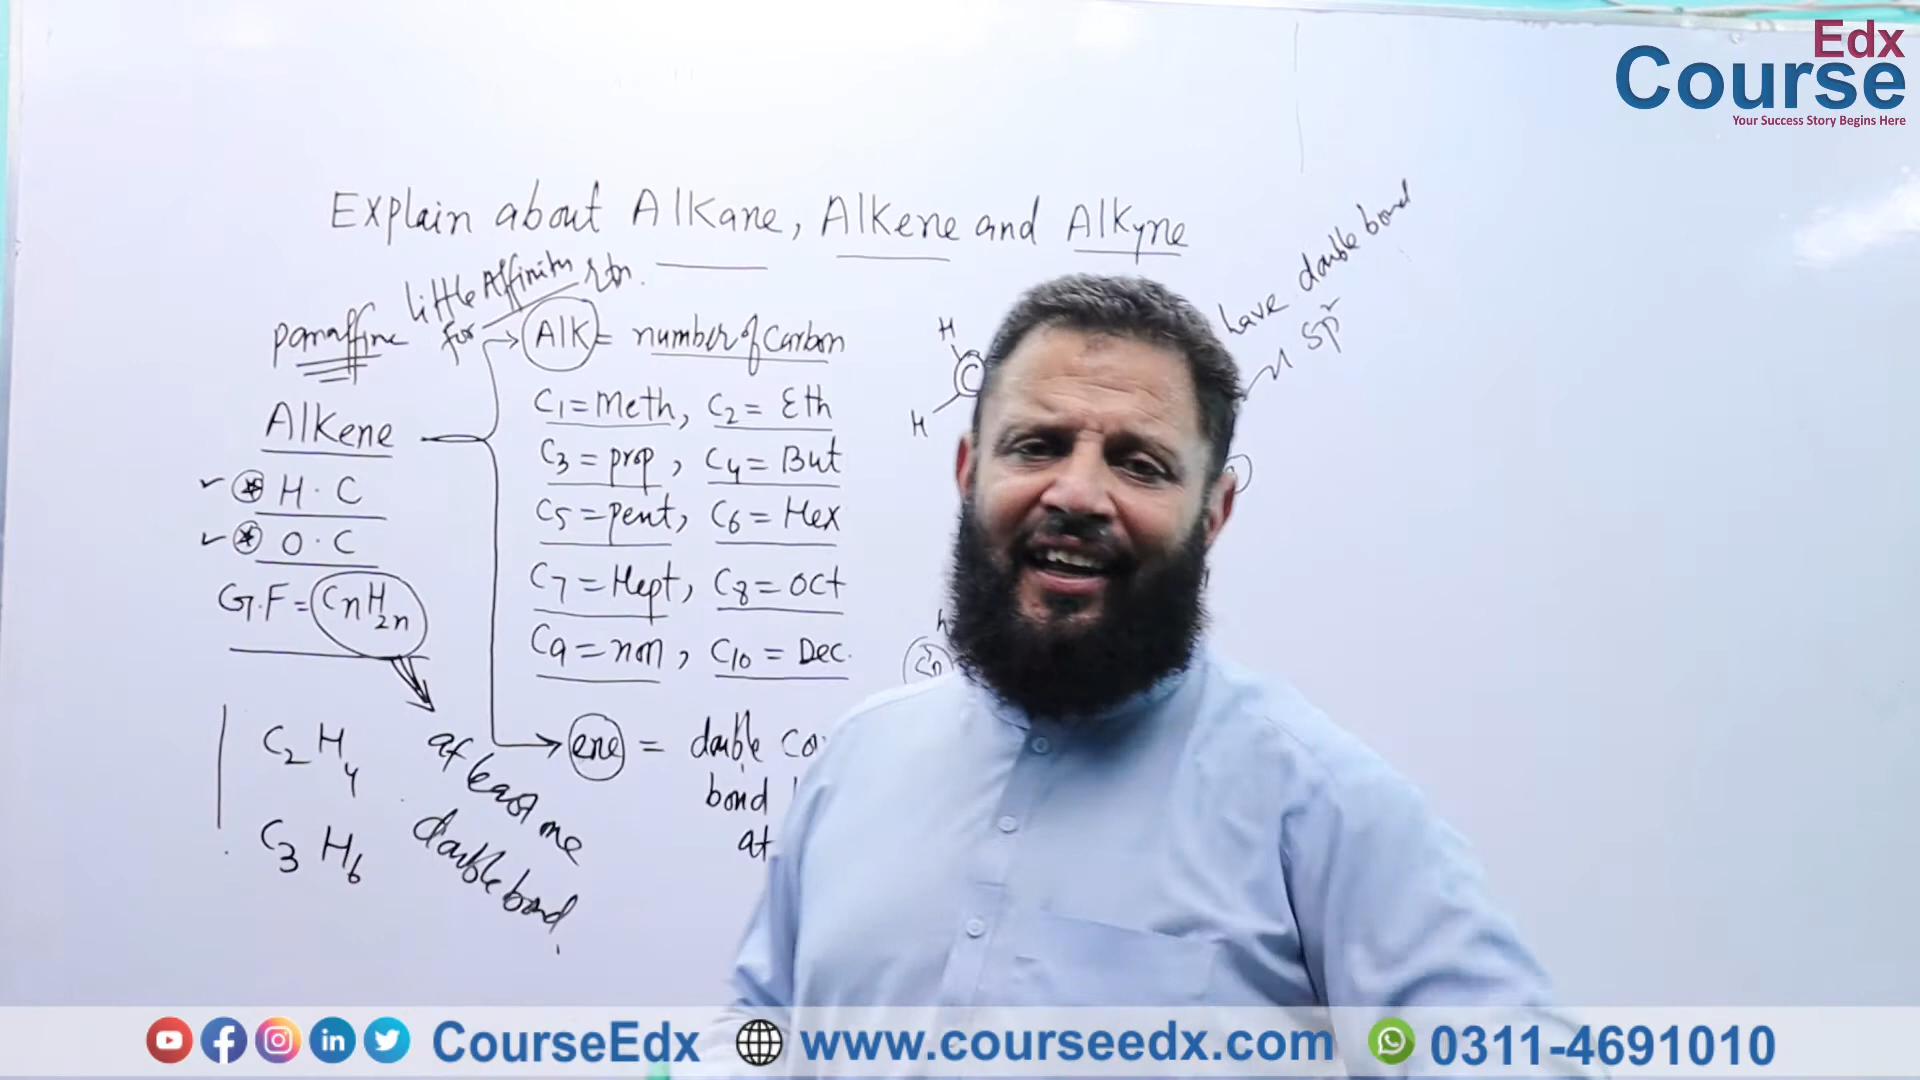 Edx
Course
Your Success Story Begins Here
Explain about Alkane, Alkene and Alkyne
little Affinity
for rtn.
paraffine
Alk = number of Carbon
have double bond
sp²
H
C
H
C1 = Meth, C2 = Eth
Alkene
C3 = prop, C4 = But
H.C
C5 = pent, C6 = Hex
O.C
C7 = Hept, C8 = Oct
G.F = CnH2n
C9 = non, C10 = Dec.
Cn
ene = double
bond
at
C2H4
C3H6
at least one
double bond
CourseEdx www.courseedx.com 0311-4691010